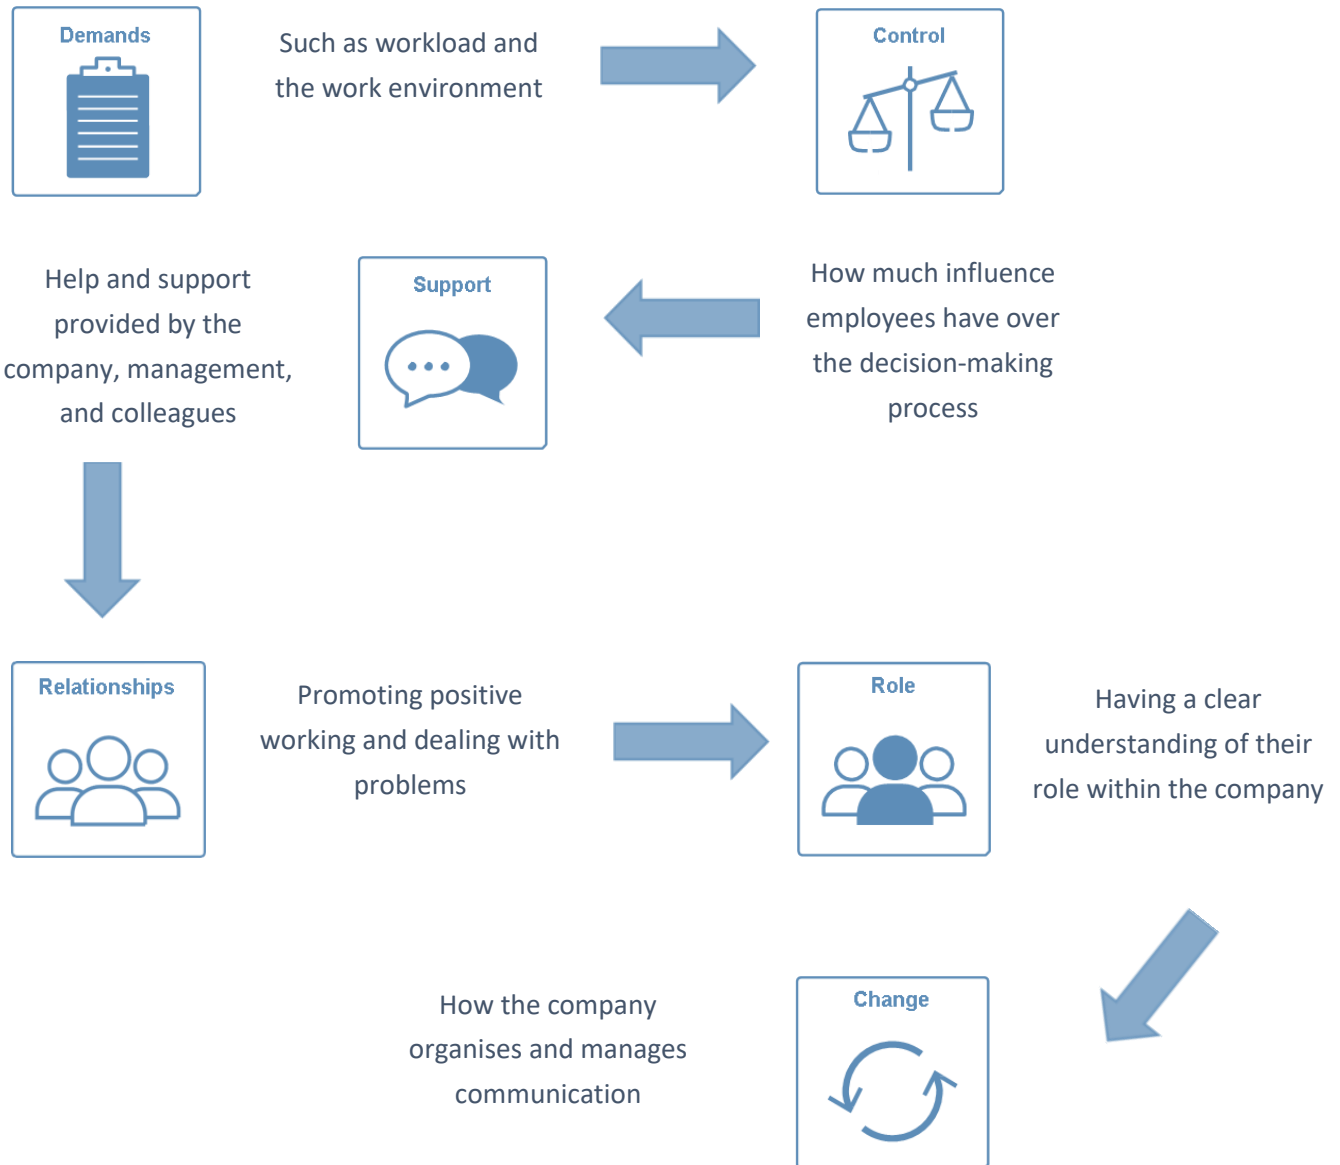 Demands
Such as workload and
the work environment
Control
How much influence
employees have over
the decision-making
process
Support
Help and support
provided by the
company, management,
and colleagues
Relationships
Promoting positive
working and dealing with
problems
Role
Having a clear
understanding of their
role within the company
Change
How the company
organises and manages
communication